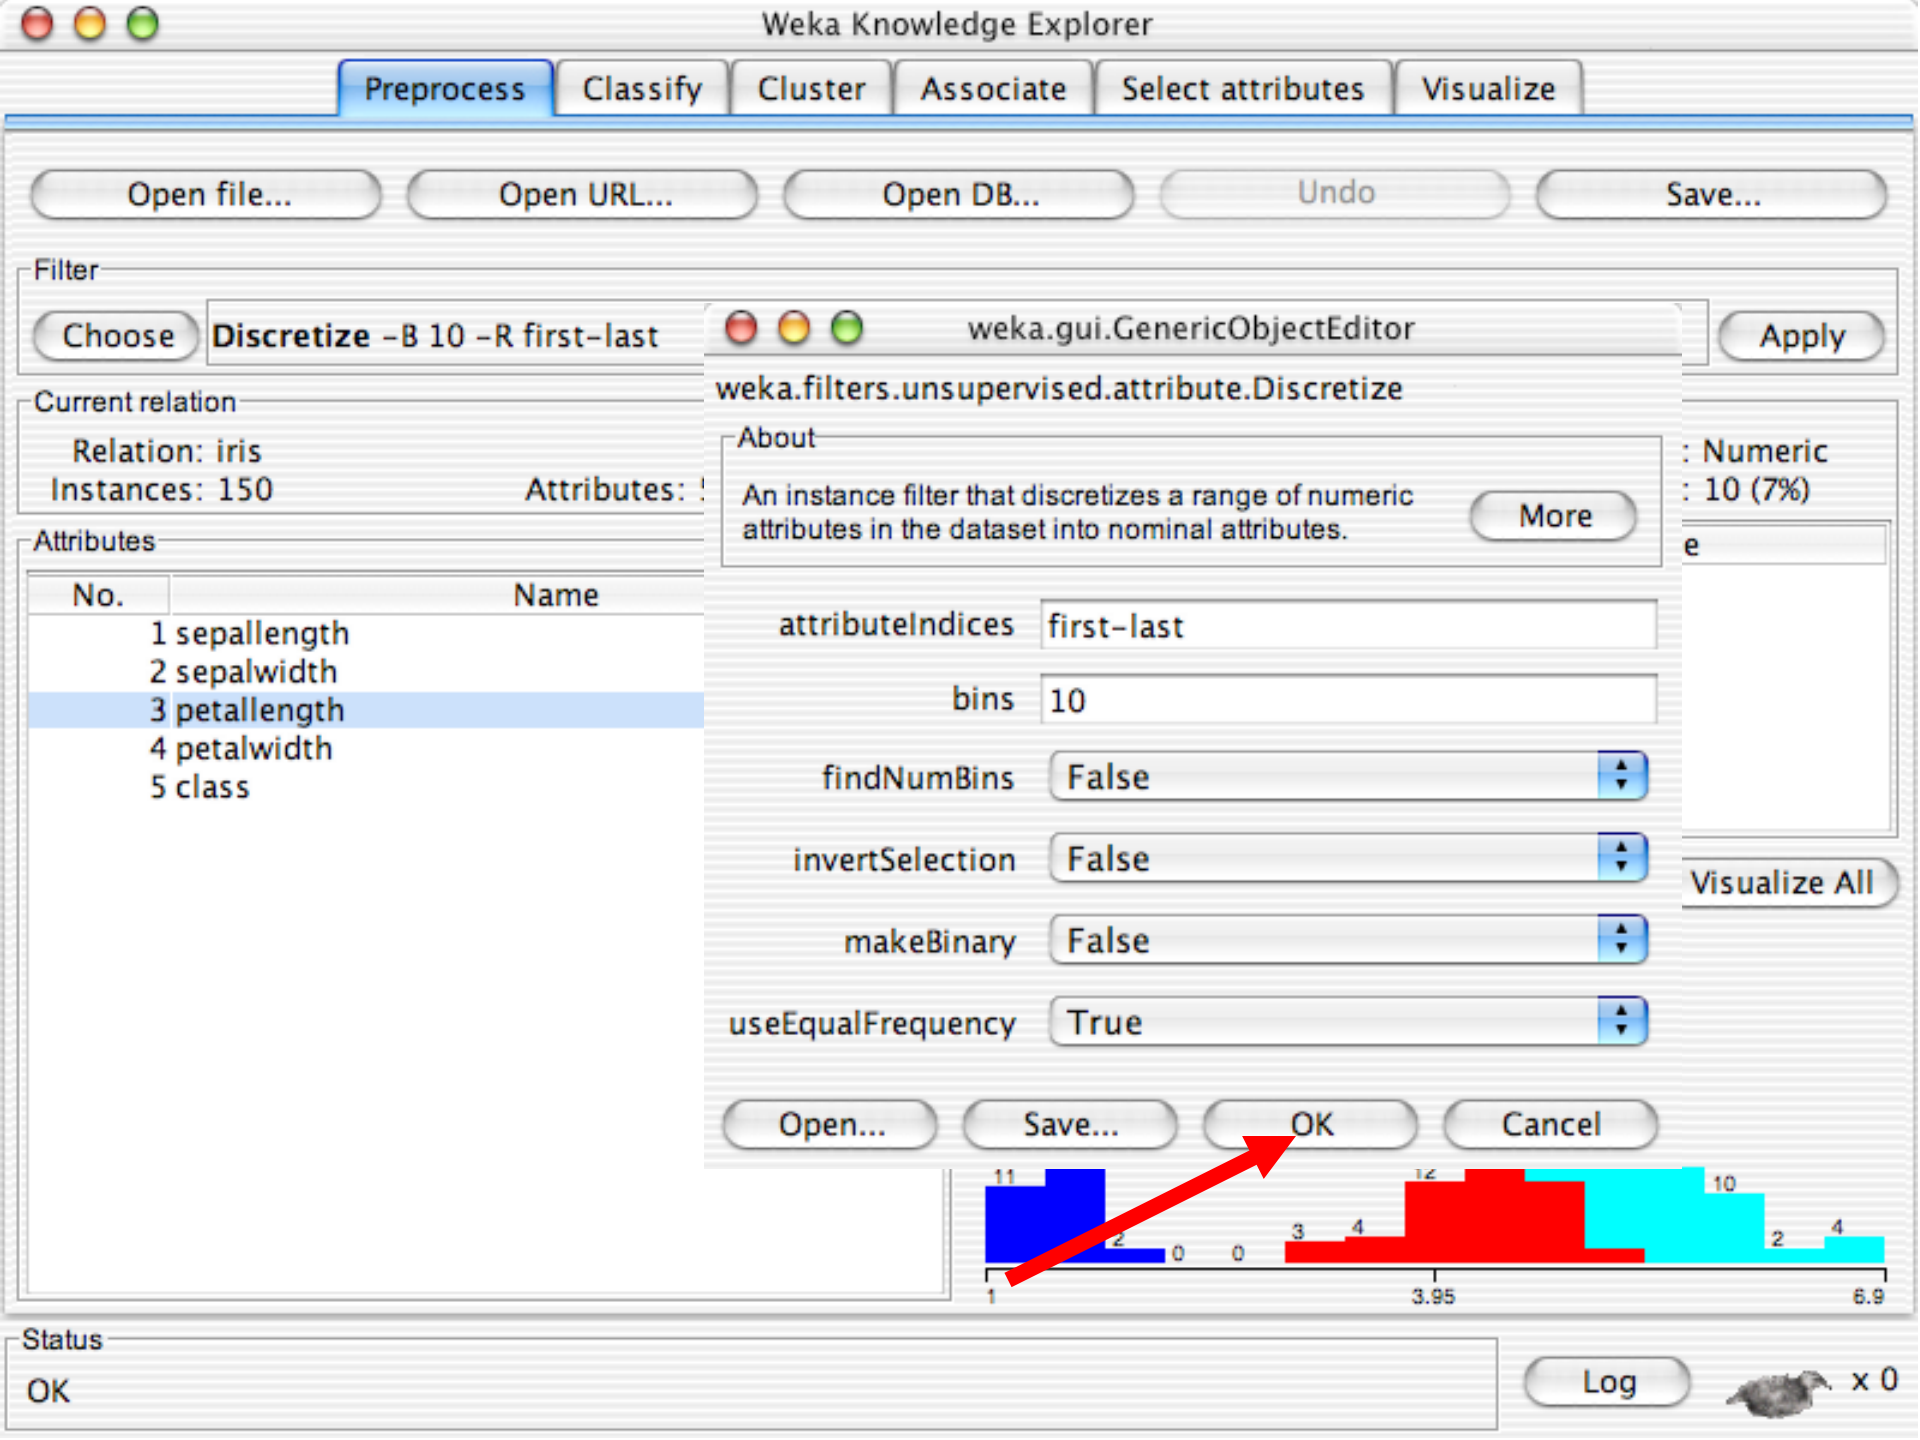 Weka Knowledge Explorer
Preprocess Classify Cluster Associate Select attributes Visualize
Open file... Open URL... Open DB... Undo Save...
Filter
Choose Discretize -B 10 -R first-last Apply
weka.gui.GenericObjectEditor
weka.filters.unsupervised.attribute.Discretize
About
An instance filter that discretizes a range of numeric
attributes in the dataset into nominal attributes.
More
attributeIndices first-last
bins 10
findNumBins False
invertSelection False
makeBinary False
useEqualFrequency True
Open... Save... OK Cancel
Current relation
Relation: iris
Instances: 150 Attributes:
: Numeric
: 10 (7%)
e
Attributes
No. Name
1 sepallength
2 sepalwidth
3 petallength
4 petalwidth
5 class
Visualize All
11 2 0 0 3 4 12 10 2 4
1 3.95 6.9
Status
OK
Log x 0